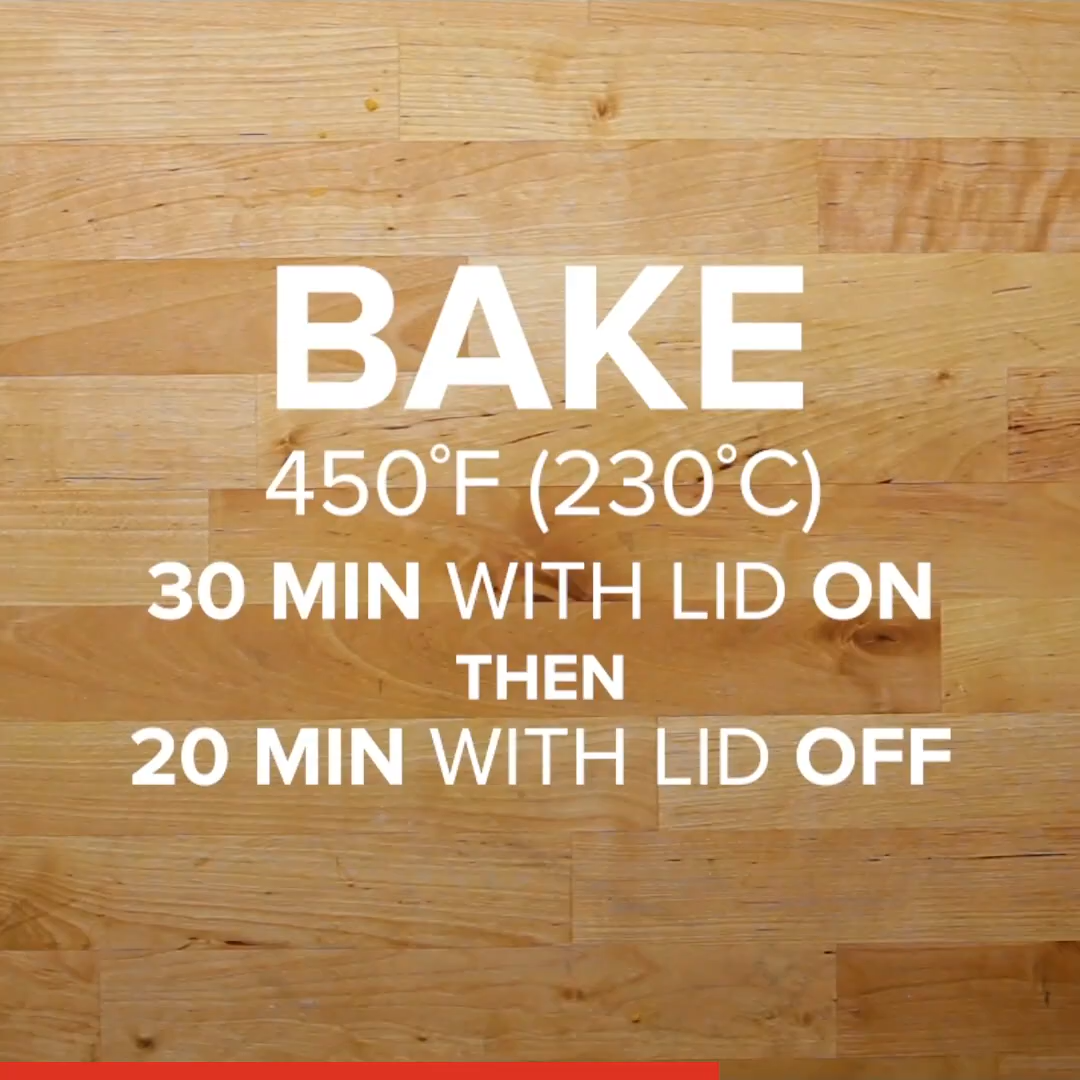 BAKE
450°F (230°C)
30 MIN WITH LID ON
THEN
20 MIN WITH LID OFF